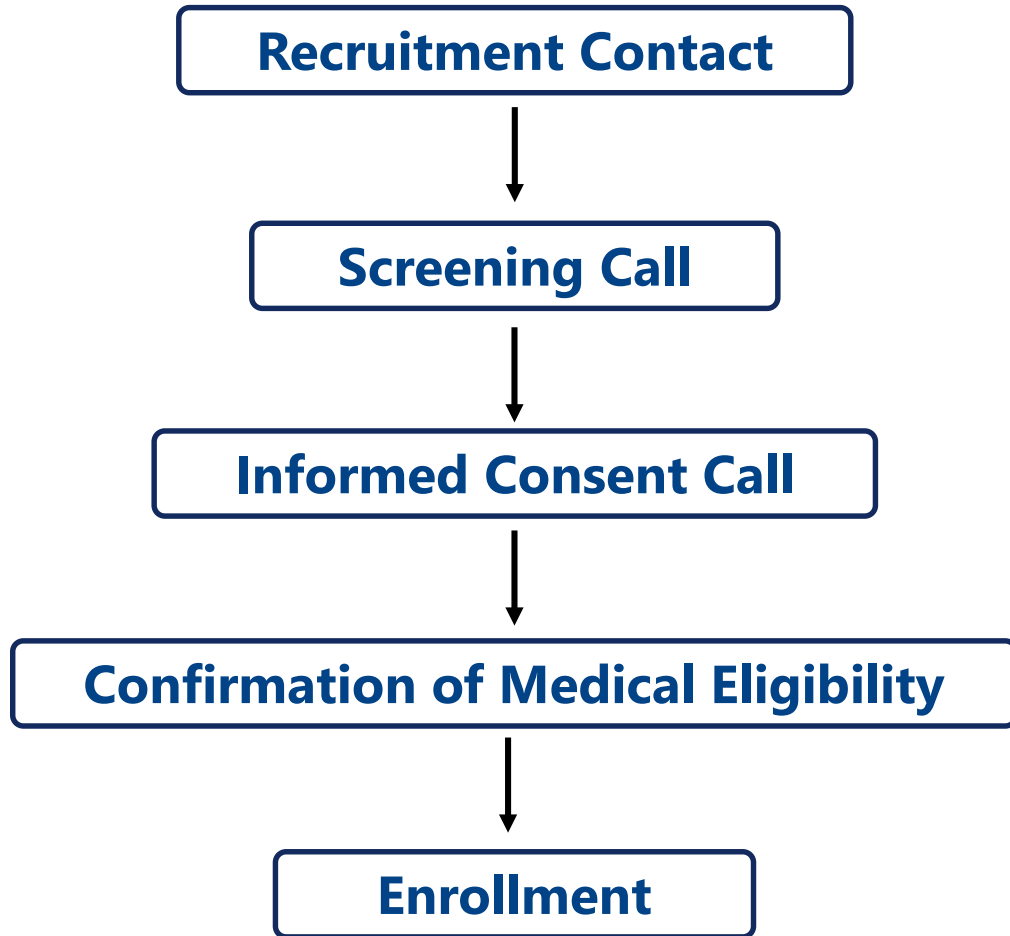 Recruitment Contact
Screening Call
Informed Consent Call
Confirmation of Medical Eligibility
Enrollment